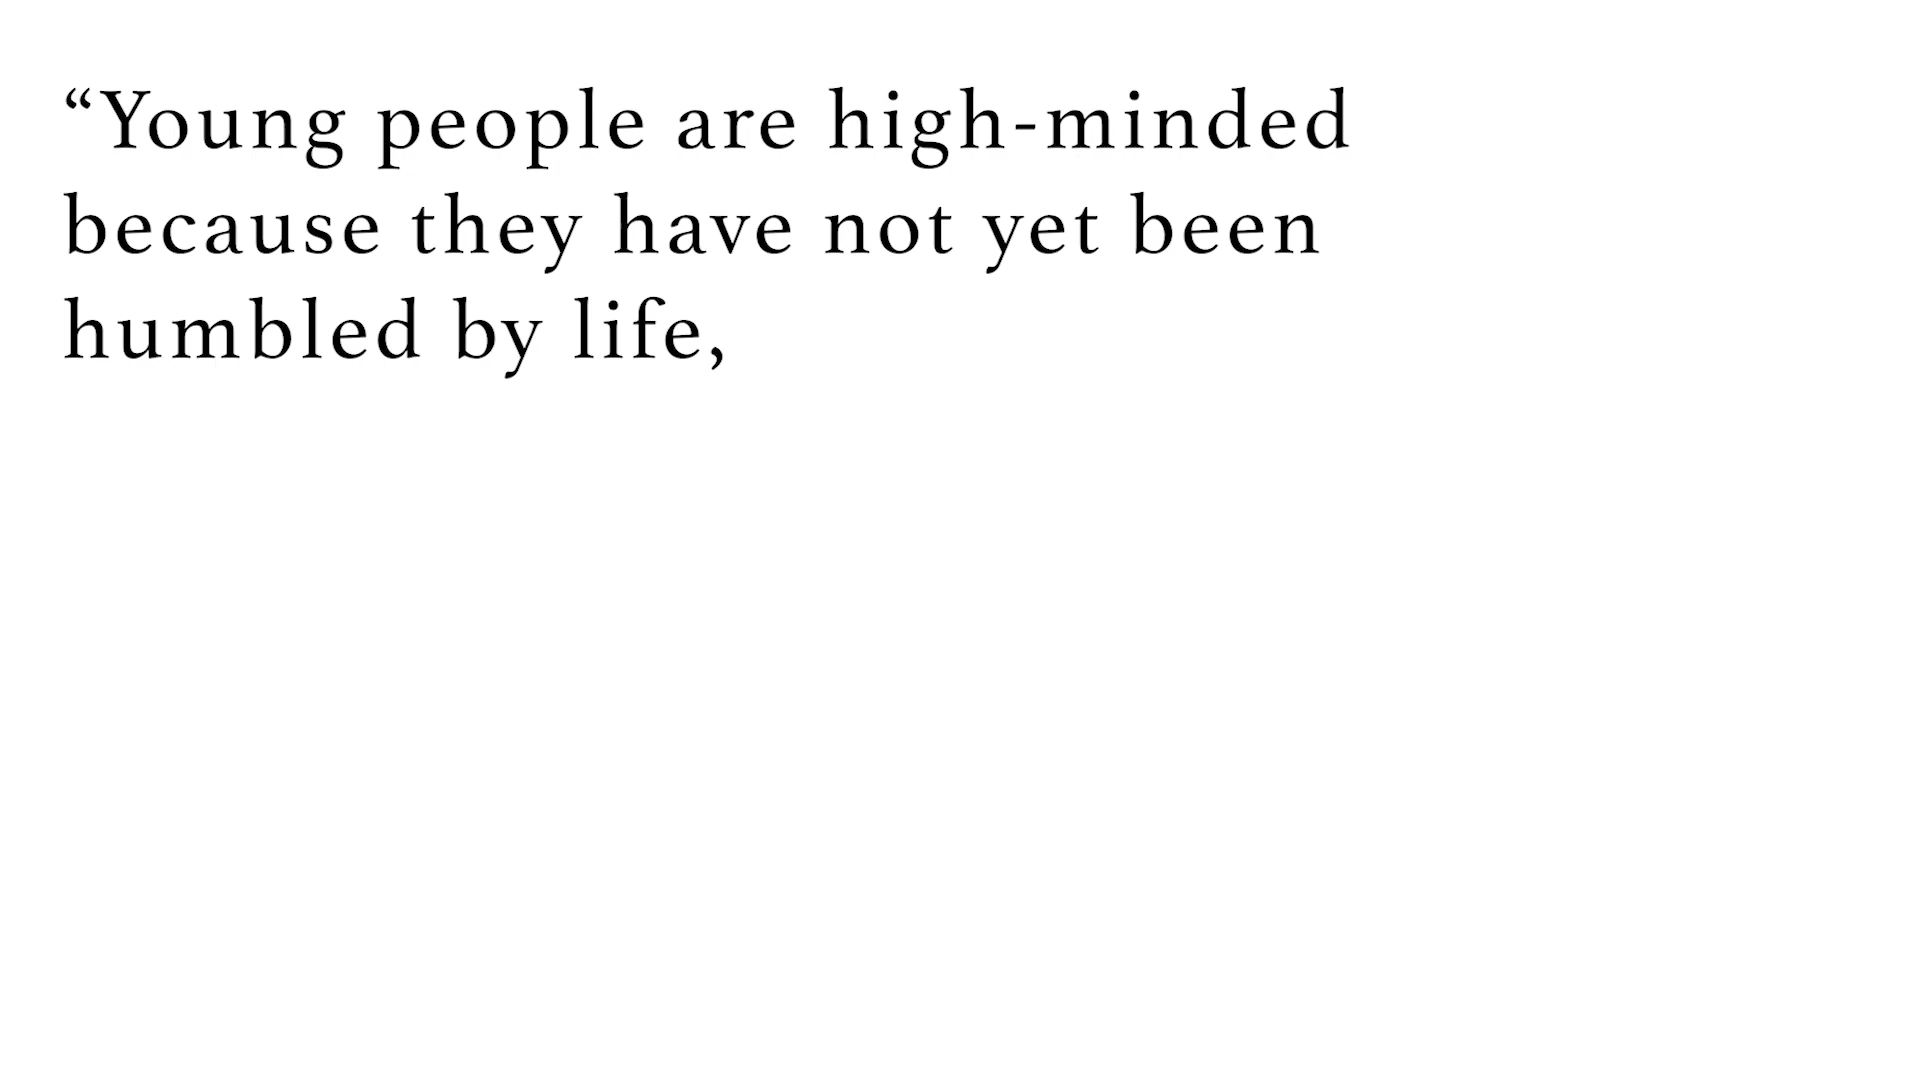 “Young people are high-minded
because they have not yet been
humbled by life,